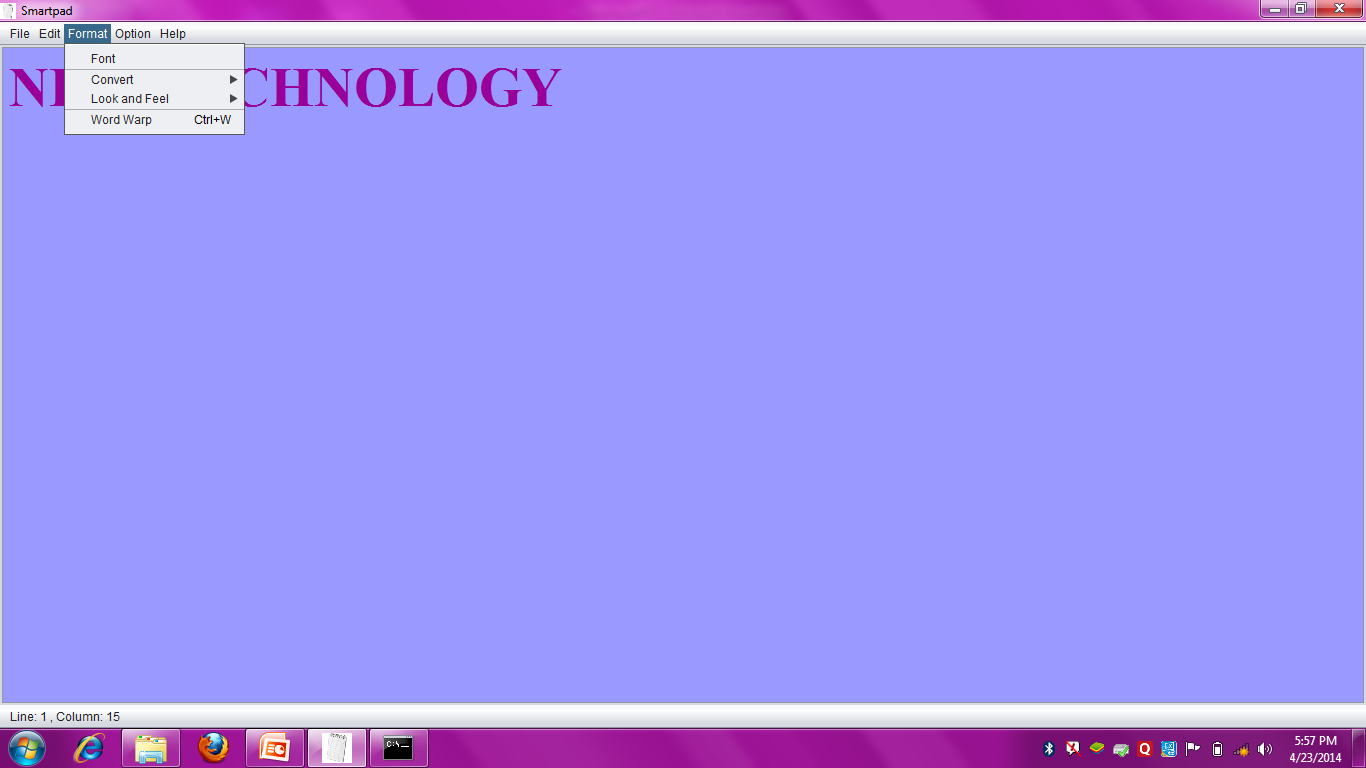 Smartpad
File Edit Format Option Help
Font
Convert
Look and Feel
Word Warp Ctrl+W
CHNOLOGY
Line: 1 , Column: 15
5:57 PM
4/23/2014